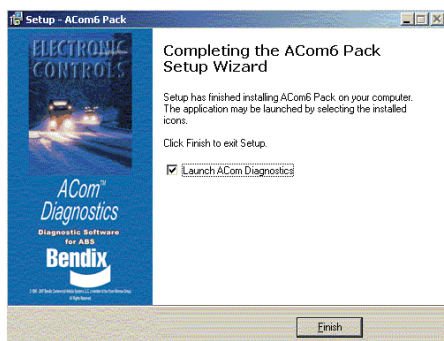 Setup - ACom6 Pack
ELECTRONIC
CONTROLS
ACom™
Diagnostics
Diagnostic Software
for ABS
Bendix
Completing the ACom6 Pack
Setup Wizard
Setup has finished installing ACom6 Pack on your computer.
The application may be launched by selecting the installed
icons.
Click Finish to exit Setup.
Launch ACom Diagnostics
Finish